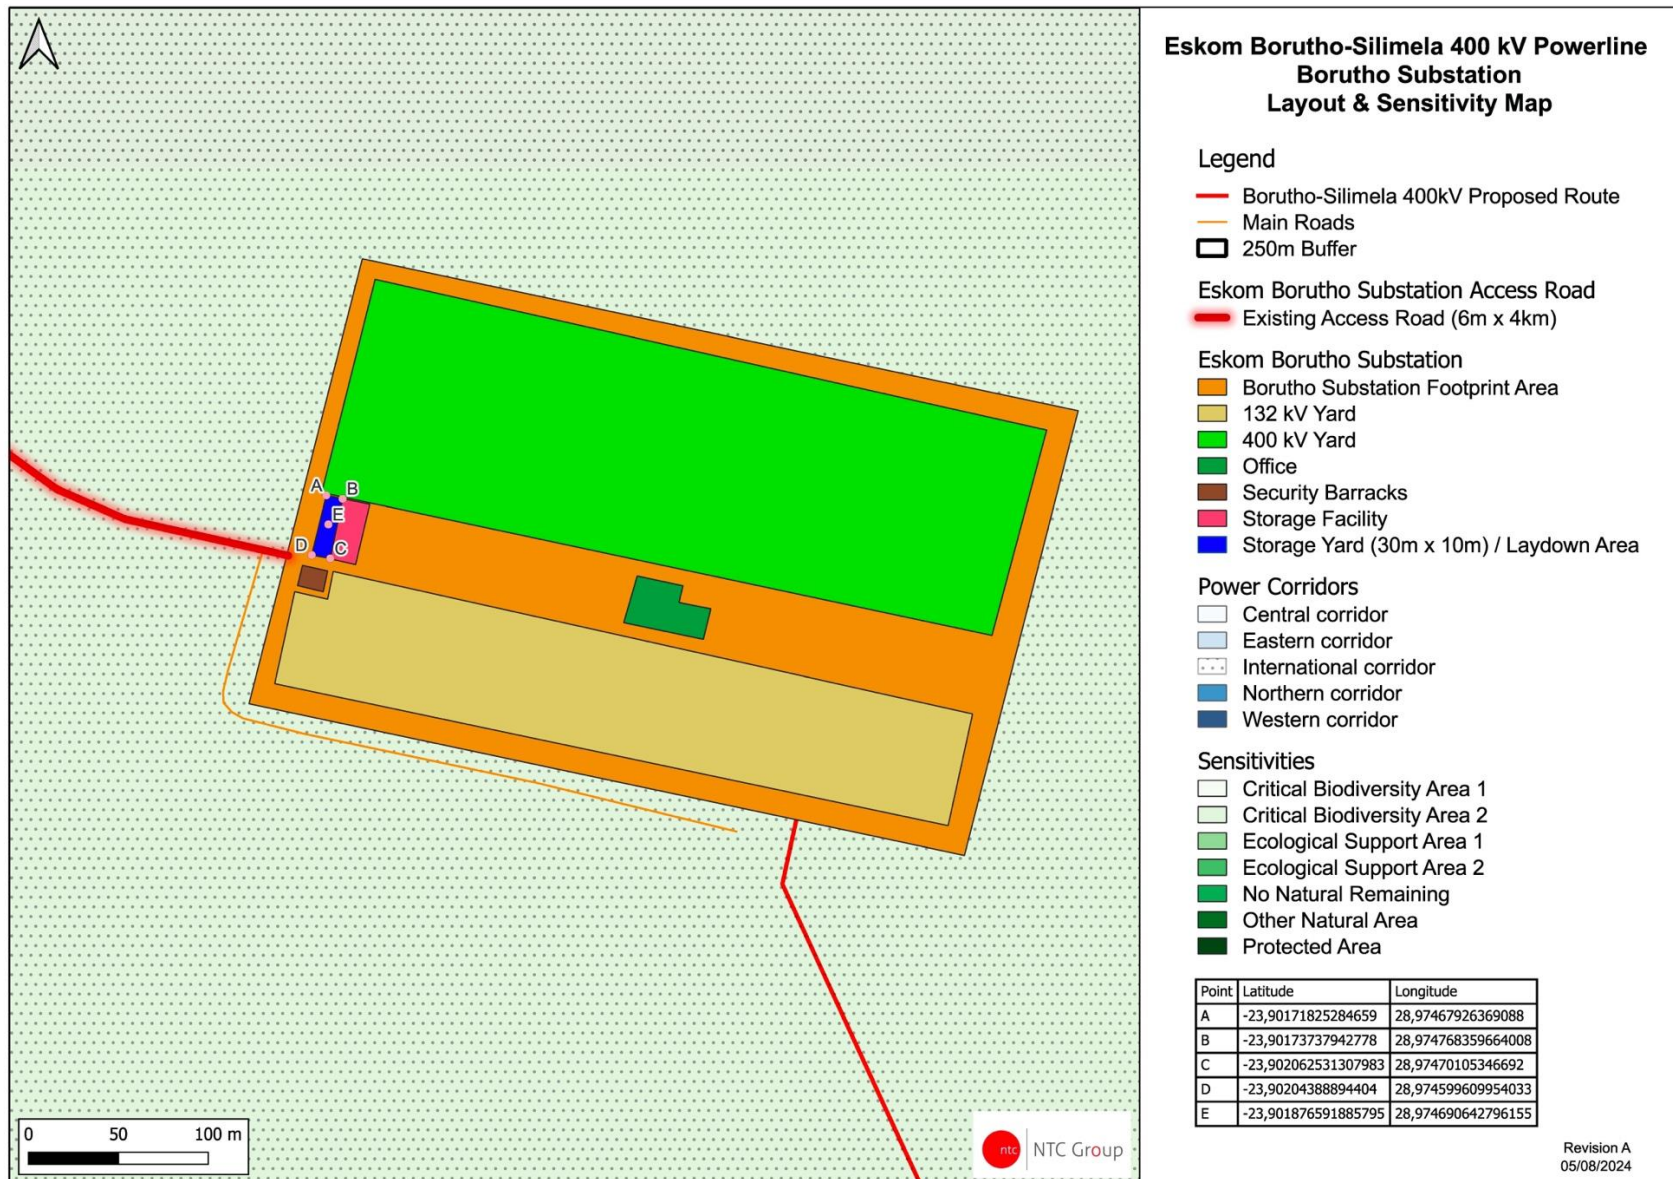 Eskom Borutho-Silimela 400 kV Powerline
Borutho Substation
Layout & Sensitivity Map
Legend
Borutho-Silimela 400kV Proposed Route
Main Roads
250m Buffer
Eskom Borutho Substation Access Road
Existing Access Road (6m x 4km)
Eskom Borutho Substation
Borutho Substation Footprint Area
132 kV Yard
400 kV Yard
Office
Security Barracks
Storage Facility
Storage Yard (30m x 10m) / Laydown Area
Power Corridors
Central corridor
Eastern corridor
International corridor
Northern corridor
Western corridor
Sensitivities
Critical Biodiversity Area 1
Critical Biodiversity Area 2
Ecological Support Area 1
Ecological Support Area 2
No Natural Remaining
Other Natural Area
Protected Area
Point Latitude Longitude
A -23,90171825284659 28,97467926369088
B -23,90173737942778 28,974768359664008
C -23,902062531307983 28,97470105346692
D -23,90204388894404 28,974599609954033
E -23,901876591885795 28,974690642796155
Revision A
05/08/2024
A B
E
D C
0 50 100 m
ntc NTC Group